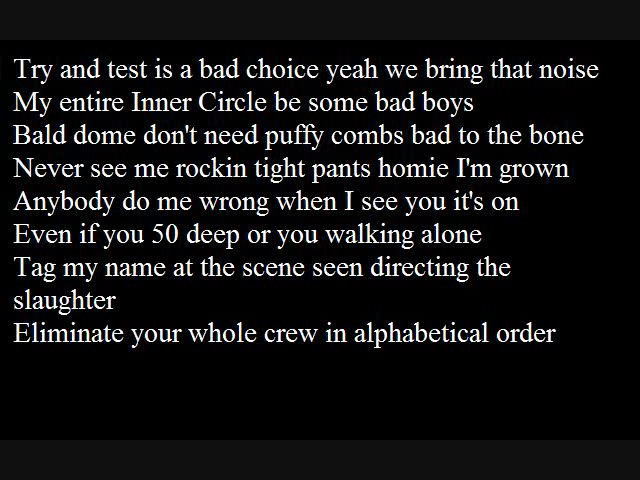 Try and test is a bad choice yeah we bring that noise
My entire Inner Circle be some bad boys
Bald dome don't need puffy combs bad to the bone
Never see me rockin tight pants homie I'm grown
Anybody do me wrong when I see you it's on
Even if you 50 deep or you walking alone
Tag my name at the scene seen directing the
slaughter
Eliminate your whole crew in alphabetical order